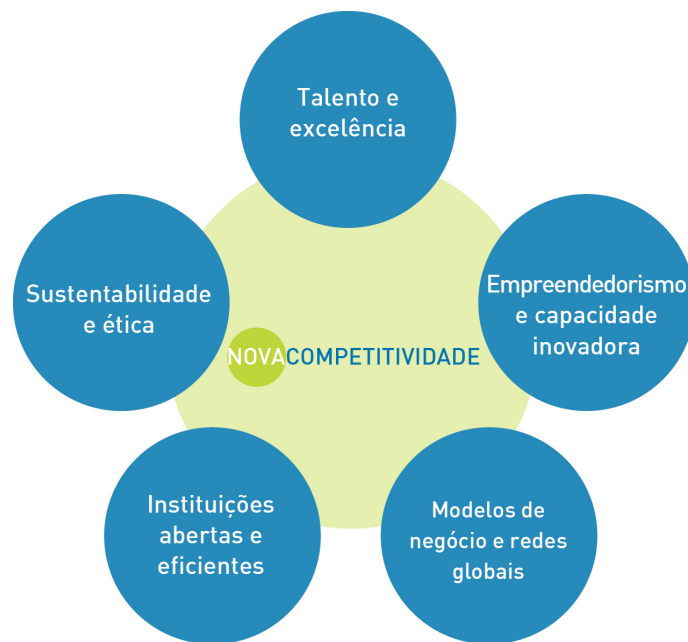 Talento e
excelência
Sustentabilidade
e ética
Empreendedorismo
e capacidade
inovadora
NOVACOMPETITIVIDADE
Instituições
abertas e
eficientes
Modelos de
negócio e redes
globais